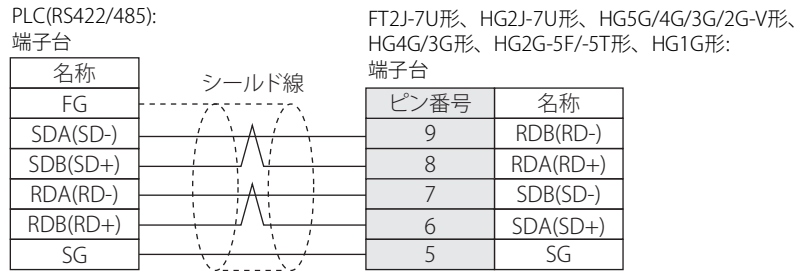 PLC(RS422/485):
端子台
FT2J-7U形、HG2J-7U形、HG5G/4G/3G/2G-V形、
HG4G/3G形、HG2G-5F/-5T形、HG1G形:
端子台
シールド線
名称
ピン番号 名称
FG
SDA(SD-) 9 RDB(RD-)
SDB(SD+) 8 RDA(RD+)
RDA(RD-) 7 SDB(SD-)
RDB(RD+) 6 SDA(SD+)
SG 5 SG